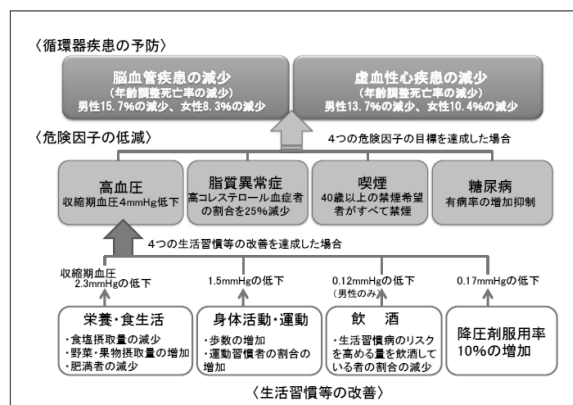 〈循環器疾患の予防〉
脳血管疾患の減少
(年齢調整死亡率の減少)
男性15.7%の減少、女性8.3%の減少
虚血性心疾患の減少
(年齢調整死亡率の減少)
男性13.7%の減少、女性10.4%の減少
〈危険因子の低減〉
4つの危険因子の目標を達成した場合
高血圧
収縮期血圧4mmHg低下
脂質異常症
高コレステロール血症者
の割合を25%減少
喫煙
40歳以上の禁煙希望
者がすべて禁煙
糖尿病
有病率の増加抑制
4つの生活習慣等の改善を達成した場合
収縮期血圧
2.3mmHgの低下
1.5mmHgの低下
0.12mmHgの低下
(男性のみ)
0.17mmHgの低下
栄養・食生活
・食塩摂取量の減少
・野菜・果物摂取量の増加
・肥満者の減少
身体活動・運動
・歩数の増加
・運動習慣者の割合の
増加
飲 酒
・生活習慣病のリスク
を高める量を飲酒して
いる者の割合の減少
降圧剤服用率
10%の増加
〈生活習慣等の改善〉